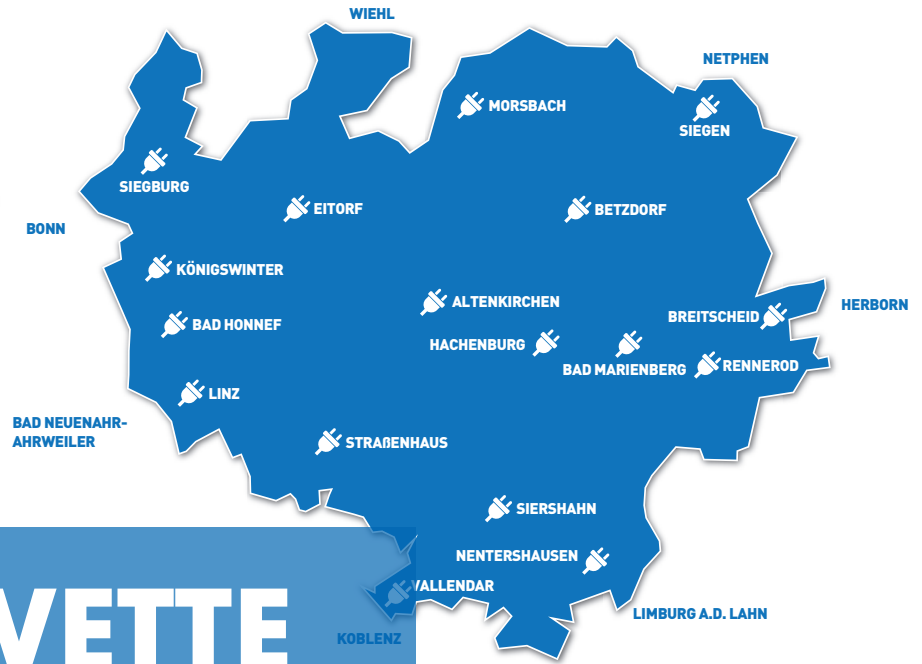 WIEHL
NETPHEN
MORSBACH
SIEGEN
SIEGBURG
EITORF
BETZDORF
BONN
KÖNIGSWINTER
ALTENKIRCHEN
HERBORN
BREITSCHEID
BAD HONNEF
HACHENBURG
BAD MARIENBERG
RENNEROD
LINZ
BAD NEUENAHR-
AHRWEILER
STRAßENHAUS
SIERSHAHN
NENTERSHAUSEN
VALLENDAR
LIMBURG A.D. LAHN
KOBLENZ
VETTE